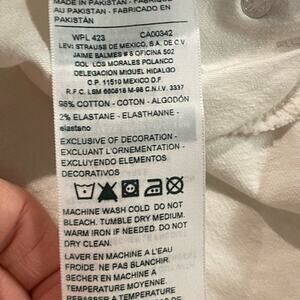 MADE IN PAKISTAN - FABRIQUÉ
AU PAKISTAN - FABRICADO EN
PAKISTÁN
WPL 423 CA00342
LEVI STRAUSS DE MEXICO, S.A. DE C.V
JAIME BALMES # 8 OFICINA 502
COL LOS MORALES POLANCO
DELEGACION MIGUEL HIDALGO
C.P. 11510 MEXICO D.F
R.F.C. LSM 660818 C.N.I.V. 3337
98% COTTON - COTON - ALGODÓN
2% ELASTANE - ELASTHANNE -
elastano
EXCLUSIVE OF DECORATION -
EXCLUANT L'ORNEMENTATION -
EXCLUYENDO ELEMENTOS
DECORATIVOS
MACHINE WASH COLD. DO NOT
BLEACH. TUMBLE DRY MEDIUM.
WARM IRON IF NEEDED. DO NOT
DRY CLEAN.
LAVER EN MACHINE A L'EAU
FROIDE. NE PAS BLANCHIR.
SECHER EN MACHINE A
TEMPERATURE MOYENNE.
REPASSER A TEMPERATURE